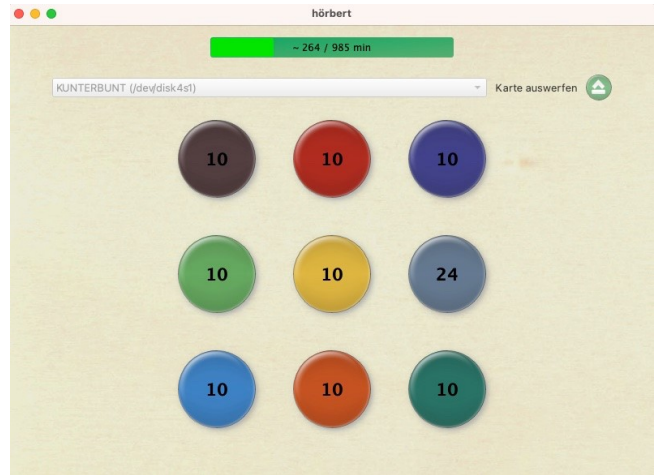 hörbert
~ 264 / 985 min
KUNTERBUNT (/dev/disk4s1)
Karte auswerfen
10 10 10
10 10 24
10 10 10